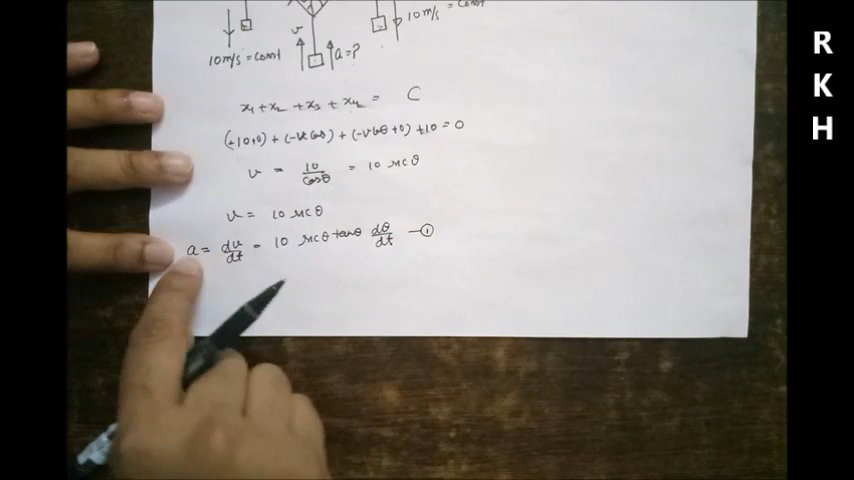 10 m/s = const
v
10 m/s = const
a = ?
x₁ + x₂ + x₃ + x₄ = C
(+10+0) + (-v cosθ) + (-v cosθ + 0) + 10 = 0
v = 10/cosθ = 10 secθ
v = 10 secθ
a = dv/dt = 10 secθ tanθ dθ/dt —①
R
K
H